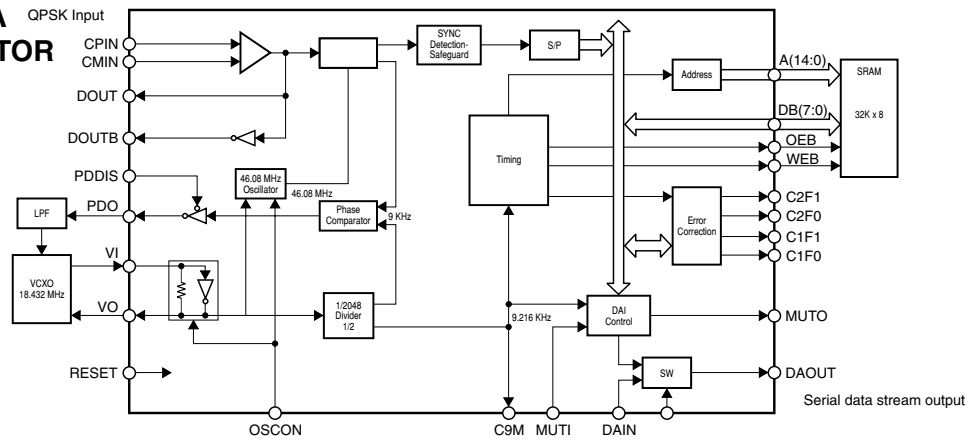 A
TOR
QPSK Input
CPIN
CMIN
DOUT
DOUTB
PDDIS
PDO
LPF
VI
VCXO
18.432 MHz
VO
RESET
SYNC
Detection-
Safeguard
S/P
Address
A(14:0)
SRAM
32K x 8
DB(7:0)
OEB
WEB
Timing
46.08 MHz
Oscillator
46.08 MHz
Phase
Comparator
9 KHz
Error
Correction
C2F1
C2F0
C1F1
C1F0
1/2048
Divider
1/2
9.216 KHz
DAI
Control
MUTO
SW
DAOUT
Serial data stream output
OSCON
C9M
MUTI
DAIN